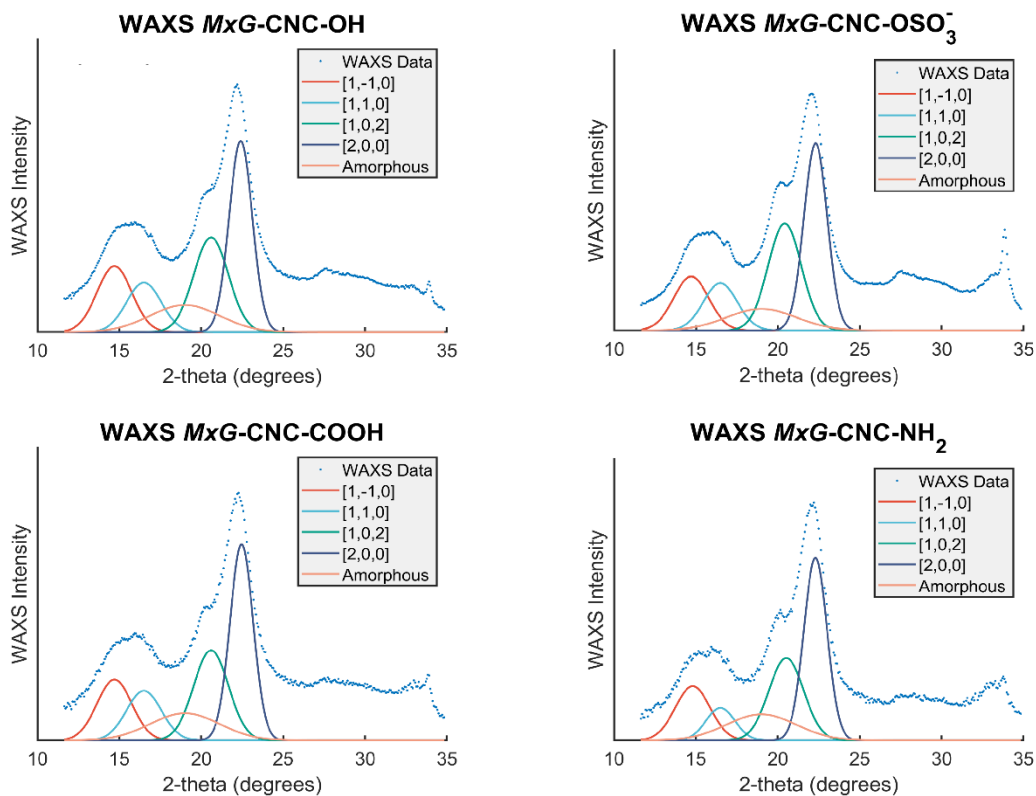 WAXS MxG-CNC-OH
WAXS Intensity
WAXS Data
[1,-1,0]
[1,1,0]
[1,0,2]
[2,0,0]
Amorphous
10 15 20 25 30 35
2-theta (degrees)
WAXS MxG-CNC-OSO₃⁻
WAXS Intensity
WAXS Data
[1,-1,0]
[1,1,0]
[1,0,2]
[2,0,0]
Amorphous
10 15 20 25 30 35
2-theta (degrees)
WAXS MxG-CNC-COOH
WAXS Intensity
WAXS Data
[1,-1,0]
[1,1,0]
[1,0,2]
[2,0,0]
Amorphous
10 15 20 25 30 35
2-theta (degrees)
WAXS MxG-CNC-NH₂
WAXS Intensity
WAXS Data
[1,-1,0]
[1,1,0]
[1,0,2]
[2,0,0]
Amorphous
10 15 20 25 30 35
2-theta (degrees)